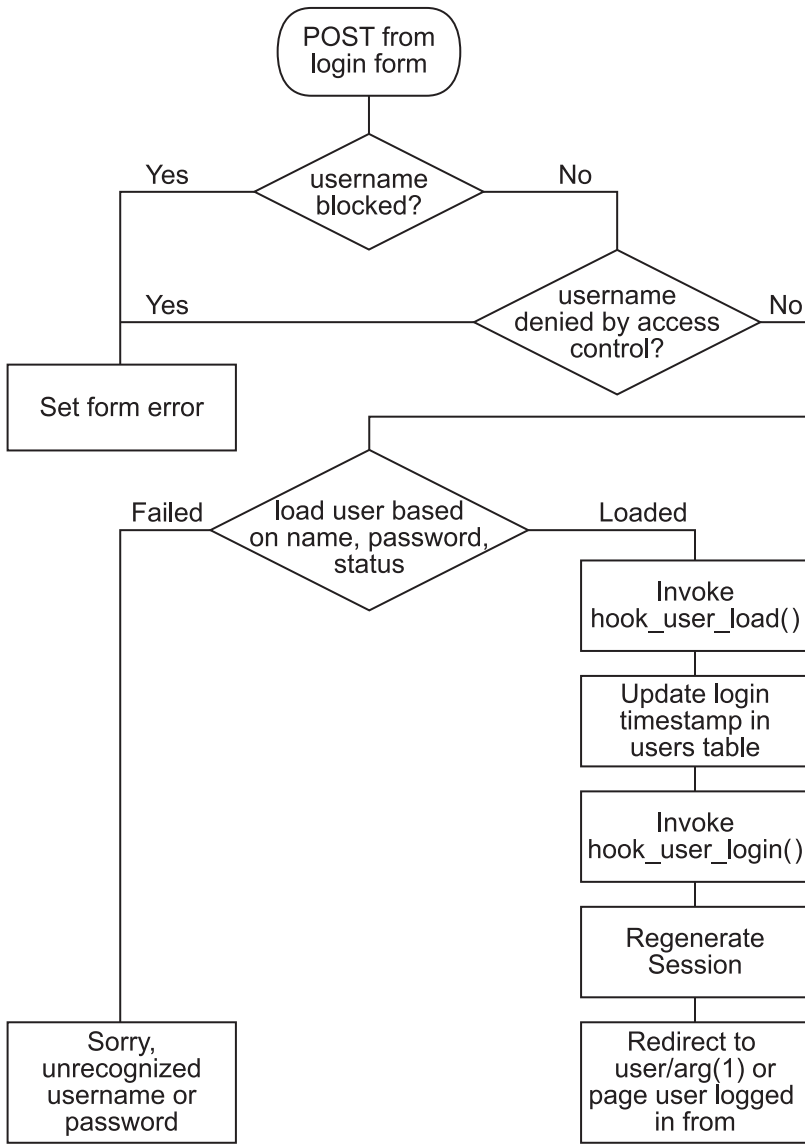 POST from
login form
Yes
username
blocked?
No
Yes
username
denied by access
control?
No
Set form error
Failed
load user based
on name, password,
status
Loaded
Invoke
hook_user_load()
Update login
timestamp in
users table
Invoke
hook_user_login()
Regenerate
Session
Sorry,
unrecognized
username or
password
Redirect to
user/arg(1) or
page user logged
in from